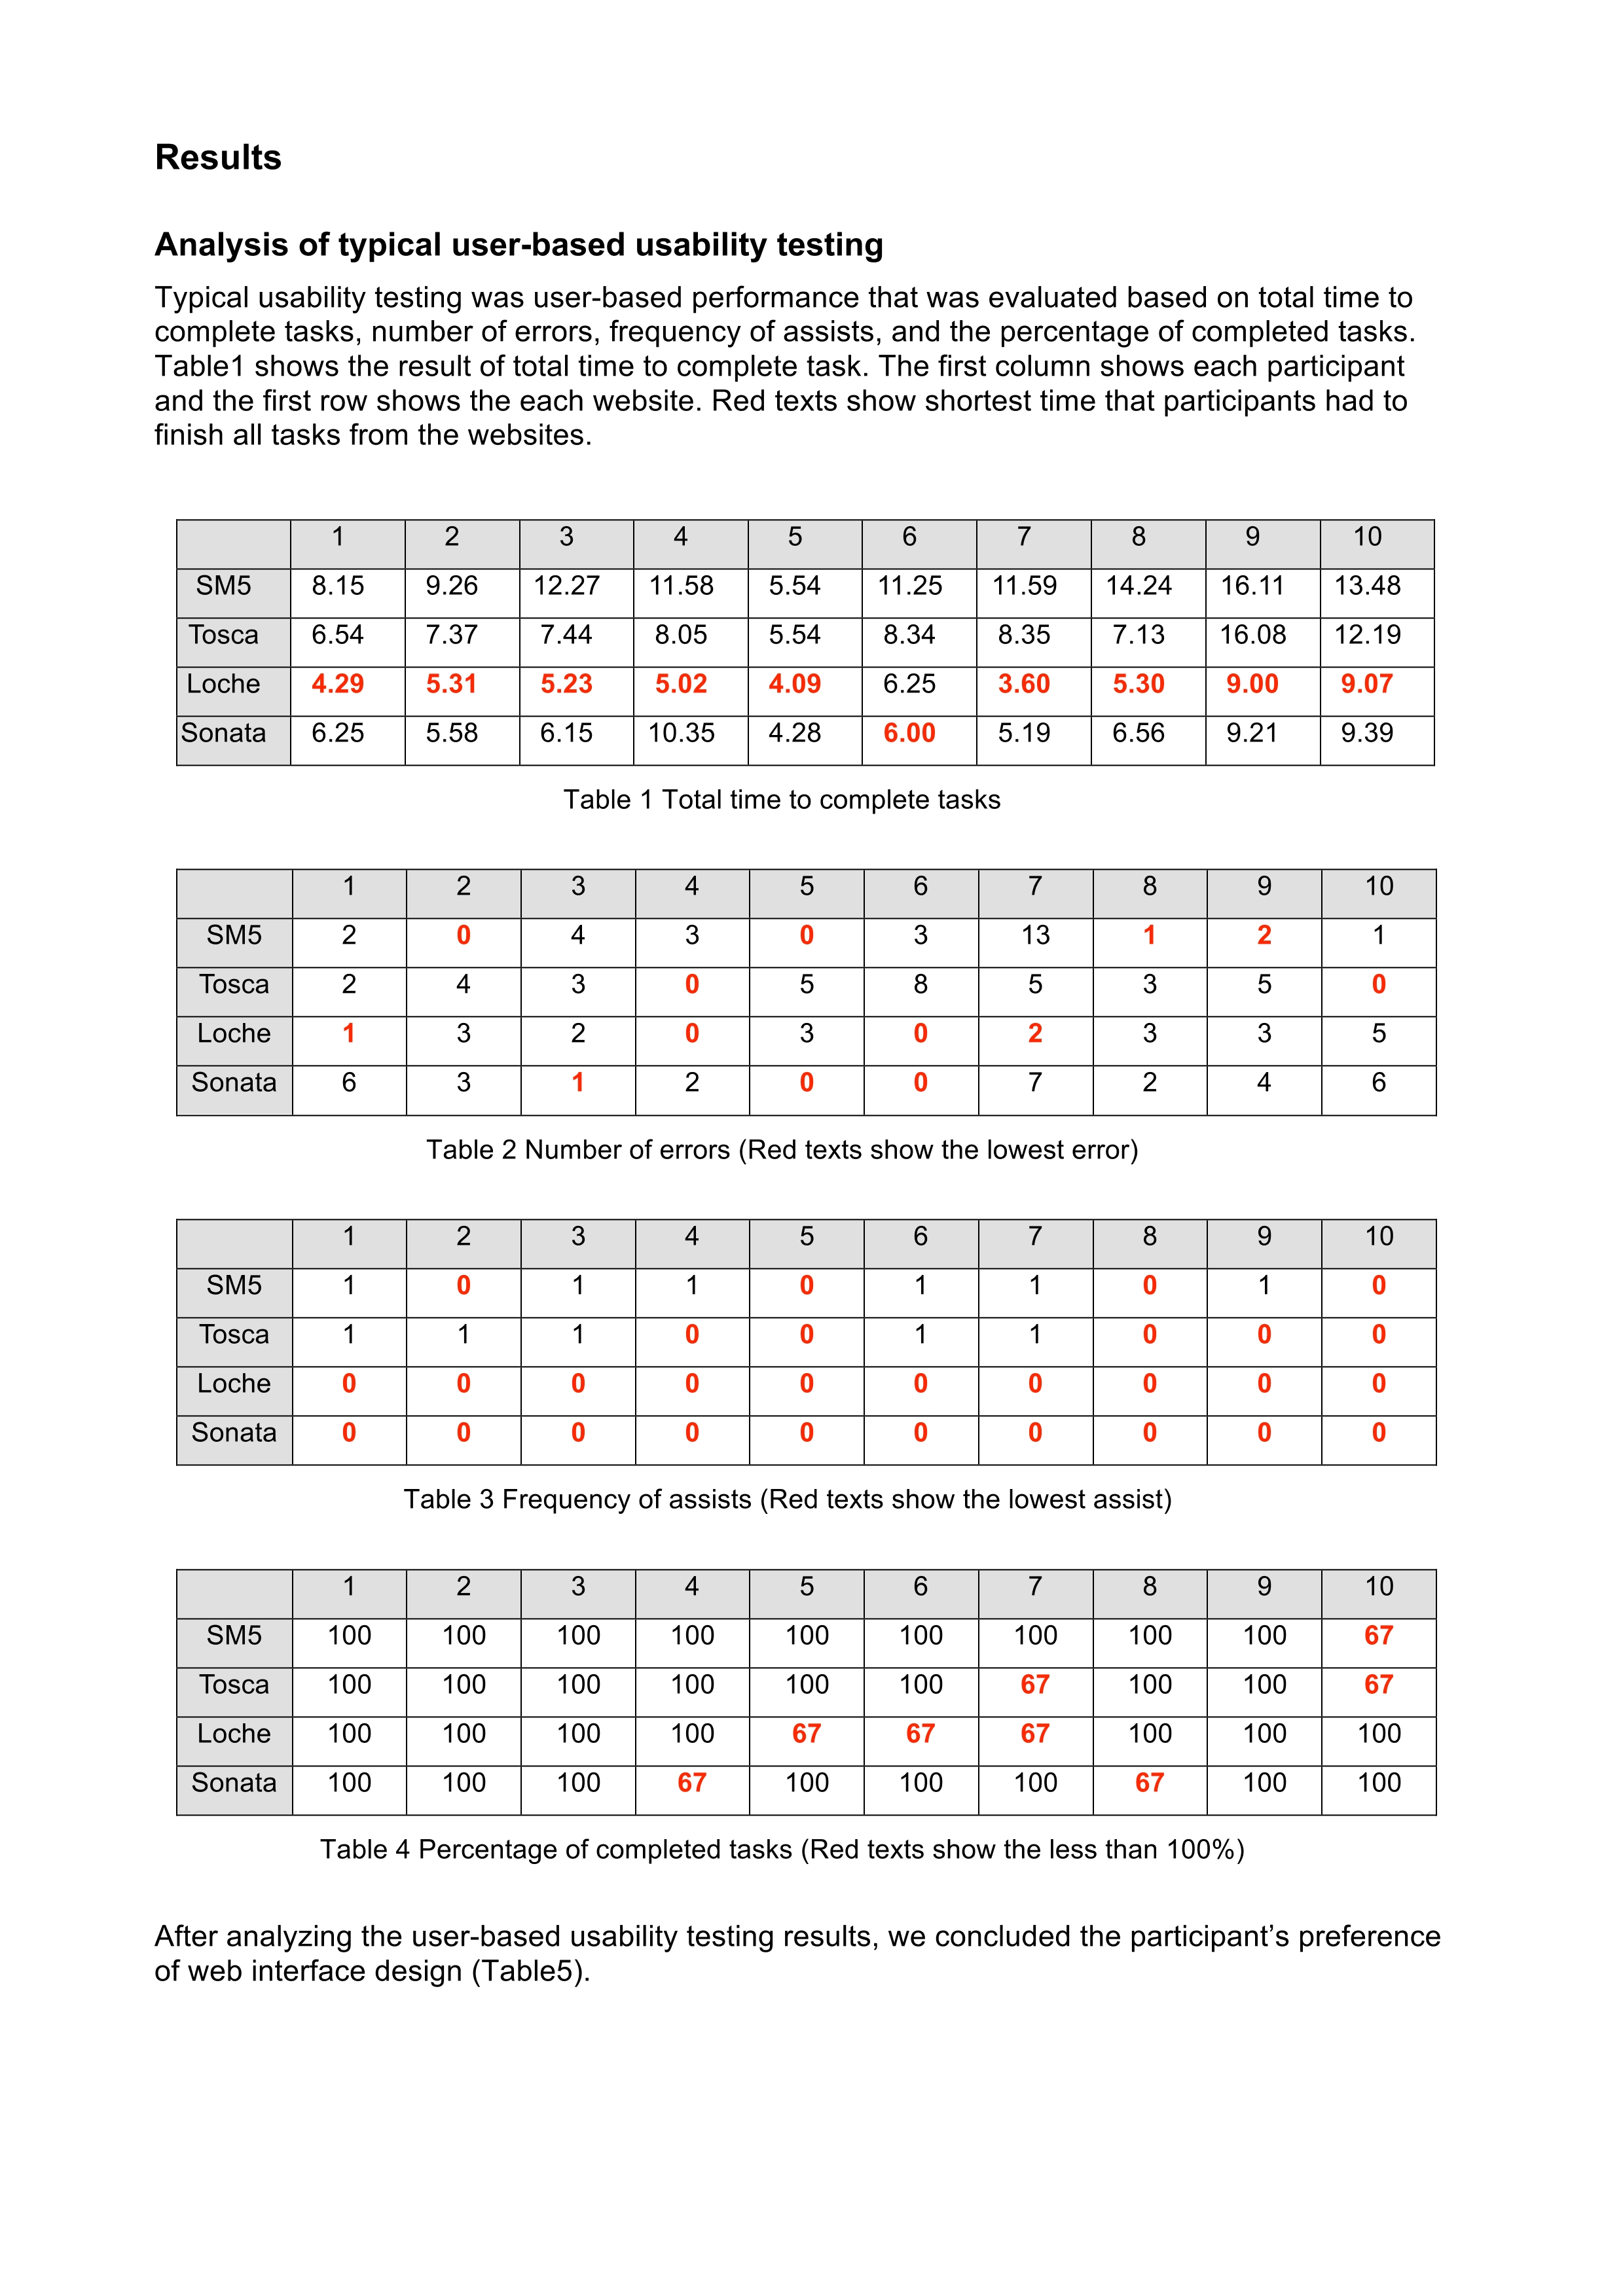 Results
Analysis of typical user-based usability testing
Typical usability testing was user-based performance that was evaluated based on total time to
complete tasks, number of errors, frequency of assists, and the percentage of completed tasks.
Table1 shows the result of total time to complete task. The first column shows each participant
and the first row shows the each website. Red texts show shortest time that participants had to
finish all tasks from the websites.
1 2 3 4 5 6 7 8 9 10
SM5 8.15 9.26 12.27 11.58 5.54 11.25 11.59 14.24 16.11 13.48
Tosca 6.54 7.37 7.44 8.05 5.54 8.34 8.35 7.13 16.08 12.19
Loche 4.29 5.31 5.23 5.02 4.09 6.25 3.60 5.30 9.00 9.07
Sonata 6.25 5.58 6.15 10.35 4.28 6.00 5.19 6.56 9.21 9.39
Table 1 Total time to complete tasks
1 2 3 4 5 6 7 8 9 10
SM5 2 0 4 3 0 3 13 1 2 1
Tosca 2 4 3 0 5 8 5 3 5 0
Loche 1 3 2 0 3 0 2 3 3 5
Sonata 6 3 1 2 0 0 7 2 4 6
Table 2 Number of errors (Red texts show the lowest error)
1 2 3 4 5 6 7 8 9 10
SM5 1 0 1 1 0 1 1 0 1 0
Tosca 1 1 1 0 0 1 1 0 0 0
Loche 0 0 0 0 0 0 0 0 0 0
Sonata 0 0 0 0 0 0 0 0 0 0
Table 3 Frequency of assists (Red texts show the lowest assist)
1 2 3 4 5 6 7 8 9 10
SM5 100 100 100 100 100 100 100 100 100 67
Tosca 100 100 100 100 100 100 67 100 100 67
Loche 100 100 100 100 67 67 67 100 100 100
Sonata 100 100 100 67 100 100 100 67 100 100
Table 4 Percentage of completed tasks (Red texts show the less than 100%)
After analyzing the user-based usability testing results, we concluded the participant’s preference
of web interface design (Table5).